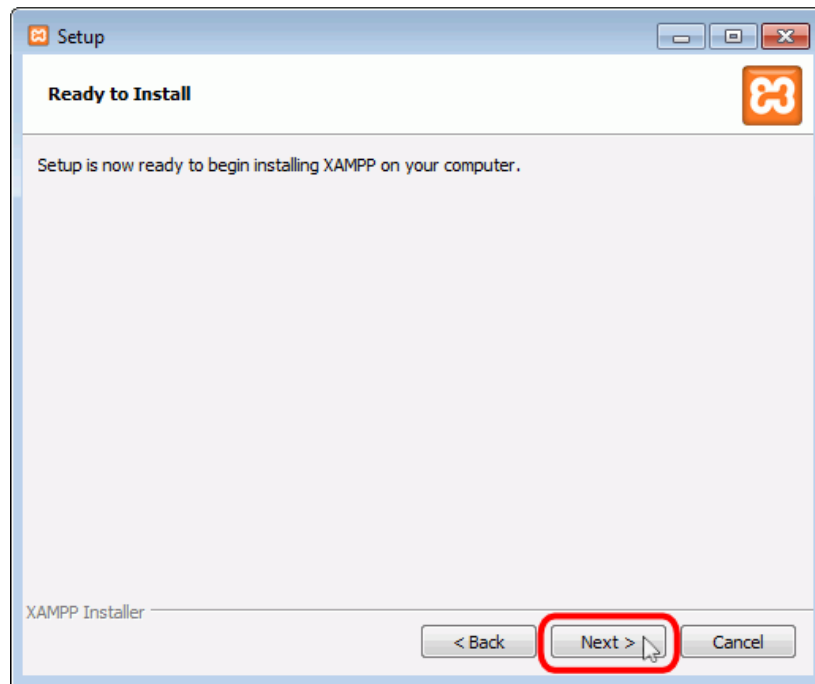 Setup
Ready to Install
Setup is now ready to begin installing XAMPP on your computer.
XAMPP Installer
< Back Next > Cancel